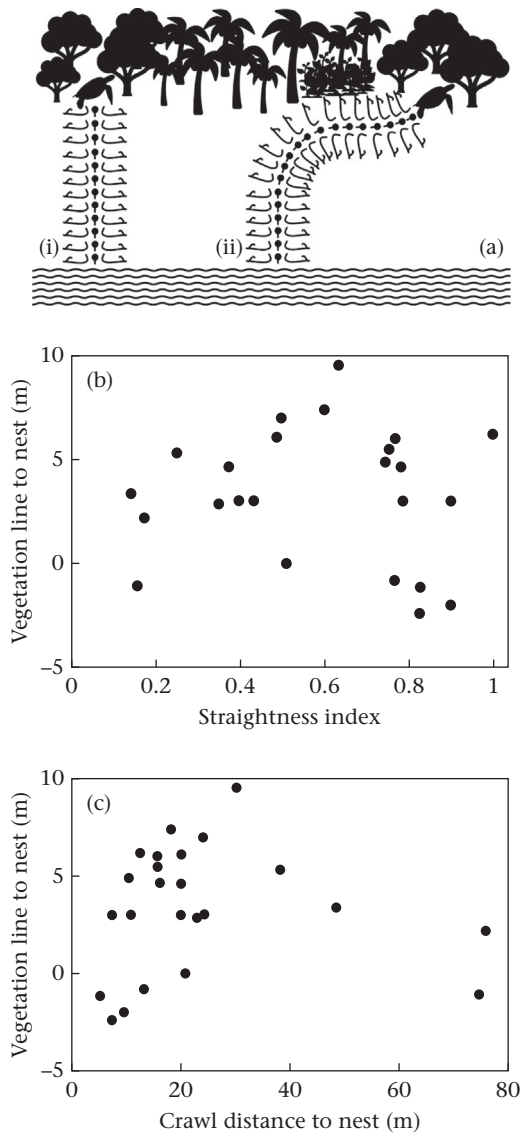 (i) (ii) (a)
10
(b)
5
0
–5
Vegetation line to nest (m)
0 0.2 0.4 0.6 0.8 1
Straightness index
10
(c)
5
0
–5
Vegetation line to nest (m)
0 20 40 60 80
Crawl distance to nest (m)